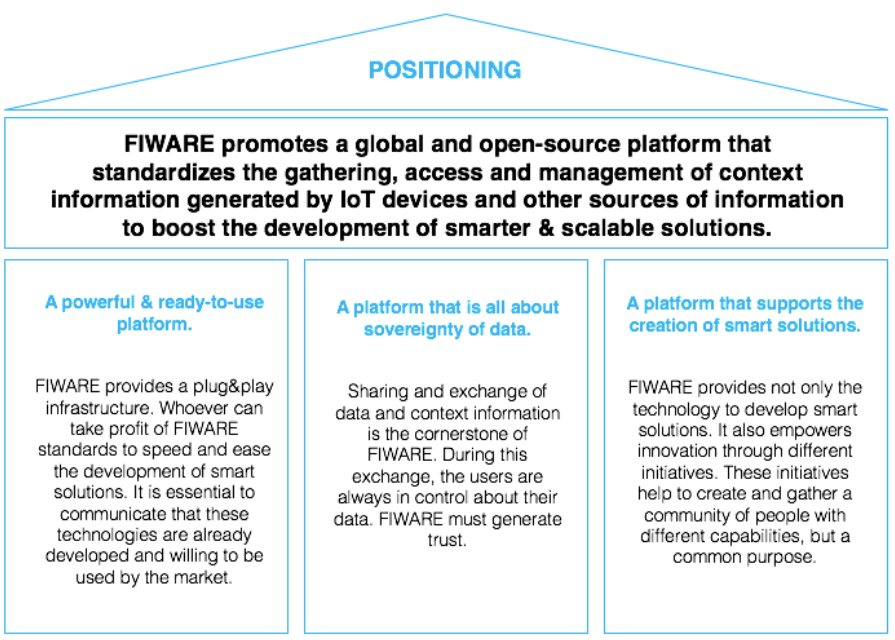 POSITIONING
FIWARE promotes a global and open-source platform that
standardizes the gathering, access and management of context
information generated by IoT devices and other sources of information
to boost the development of smarter & scalable solutions.
A powerful & ready-to-use
platform.
FIWARE provides a plug&play
infrastructure. Whoever can
take profit of FIWARE
standards to speed and ease
the development of smart
solutions. It is essential to
communicate that these
technologies are already
developed and willing to be
used by the market.
A platform that is all about
sovereignty of data.
Sharing and exchange of
data and context information
is the cornerstone of
FIWARE. During this
exchange, the users are
always in control about their
data. FIWARE must generate
trust.
A platform that supports the
creation of smart solutions.
FIWARE provides not only the
technology to develop smart
solutions. It also empowers
innovation through different
initiatives. These initiatives
help to create and gather a
community of people with
different capabilities, but a
common purpose.